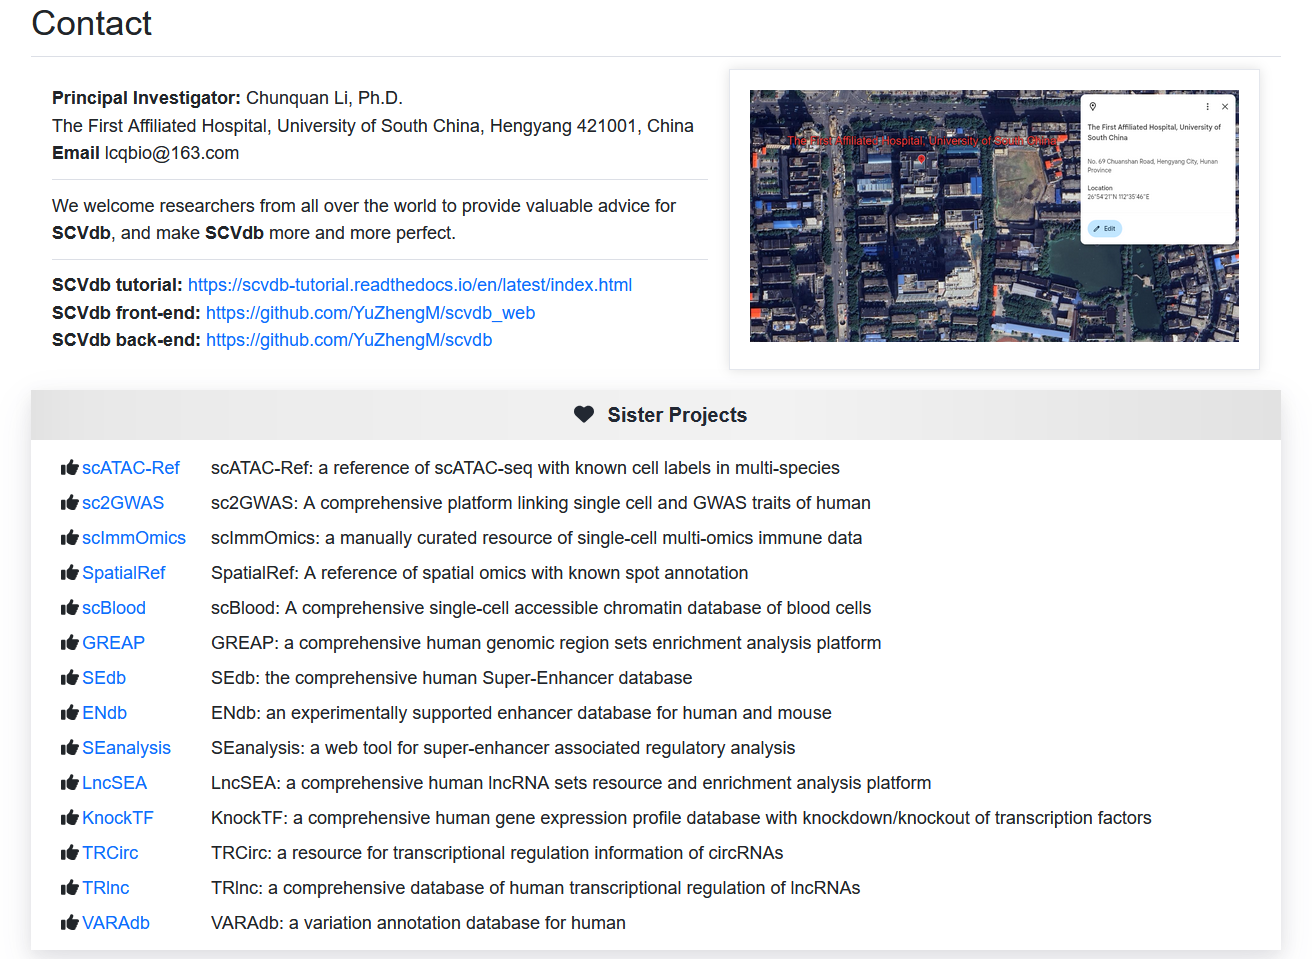 Contact
Principal Investigator: Chunquan Li, Ph.D.
The First Affiliated Hospital, University of South China, Hengyang 421001, China
Email lcqbio@163.com
We welcome researchers from all over the world to provide valuable advice for
SCVdb, and make SCVdb more and more perfect.
SCVdb tutorial: https://scvdb-tutorial.readthedocs.io/en/latest/index.html
SCVdb front-end: https://github.com/YuZhengM/scvdb_web
SCVdb back-end: https://github.com/YuZhengM/scvdb
The First Affiliated Hospital, University of South China
The First Affiliated Hospital, University of
South China
No. 69 Chuanshan Road, Hengyang City, Hunan
Province
Location
26°54'21"N 112°35'46"E
Edit
Sister Projects
scATAC-Ref scATAC-Ref: a reference of scATAC-seq with known cell labels in multi-species
sc2GWAS sc2GWAS: A comprehensive platform linking single cell and GWAS traits of human
scImmOmics scImmOmics: a manually curated resource of single-cell multi-omics immune data
SpatialRef SpatialRef: A reference of spatial omics with known spot annotation
scBlood scBlood: A comprehensive single-cell accessible chromatin database of blood cells
GREAP GREAP: a comprehensive human genomic region sets enrichment analysis platform
SEdb SEdb: the comprehensive human Super-Enhancer database
ENdb ENdb: an experimentally supported enhancer database for human and mouse
SEanalysis SEanalysis: a web tool for super-enhancer associated regulatory analysis
LncSEA LncSEA: a comprehensive human lncRNA sets resource and enrichment analysis platform
KnockTF KnockTF: a comprehensive human gene expression profile database with knockdown/knockout of transcription factors
TRCirc TRCirc: a resource for transcriptional regulation information of circRNAs
TRlnc TRlnc: a comprehensive database of human transcriptional regulation of lncRNAs
VARAdb VARAdb: a variation annotation database for human